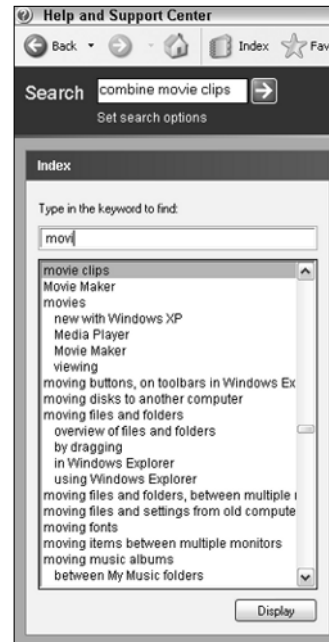 Help and Support Center
Back Index Fav
Search combine movie clips
Set search options
Index
Type in the keyword to find:
movi
movie clips
Movie Maker
movies
new with Windows XP
Media Player
Movie Maker
viewing
moving buttons, on toolbars in Windows Ex
moving disks to another computer
moving files and folders
overview of files and folders
by dragging
in Windows Explorer
using Windows Explorer
moving files and folders, between multiple
moving files and settings from old compute
moving fonts
moving items between multiple monitors
moving music albums
between My Music folders
Display